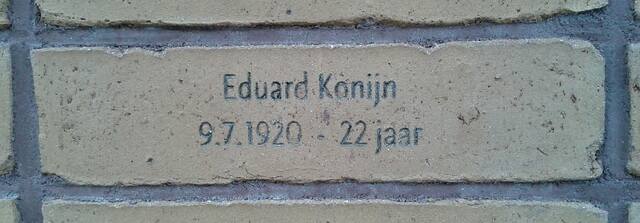 Eduard Konijn
9.7.1920 - 22 jaar